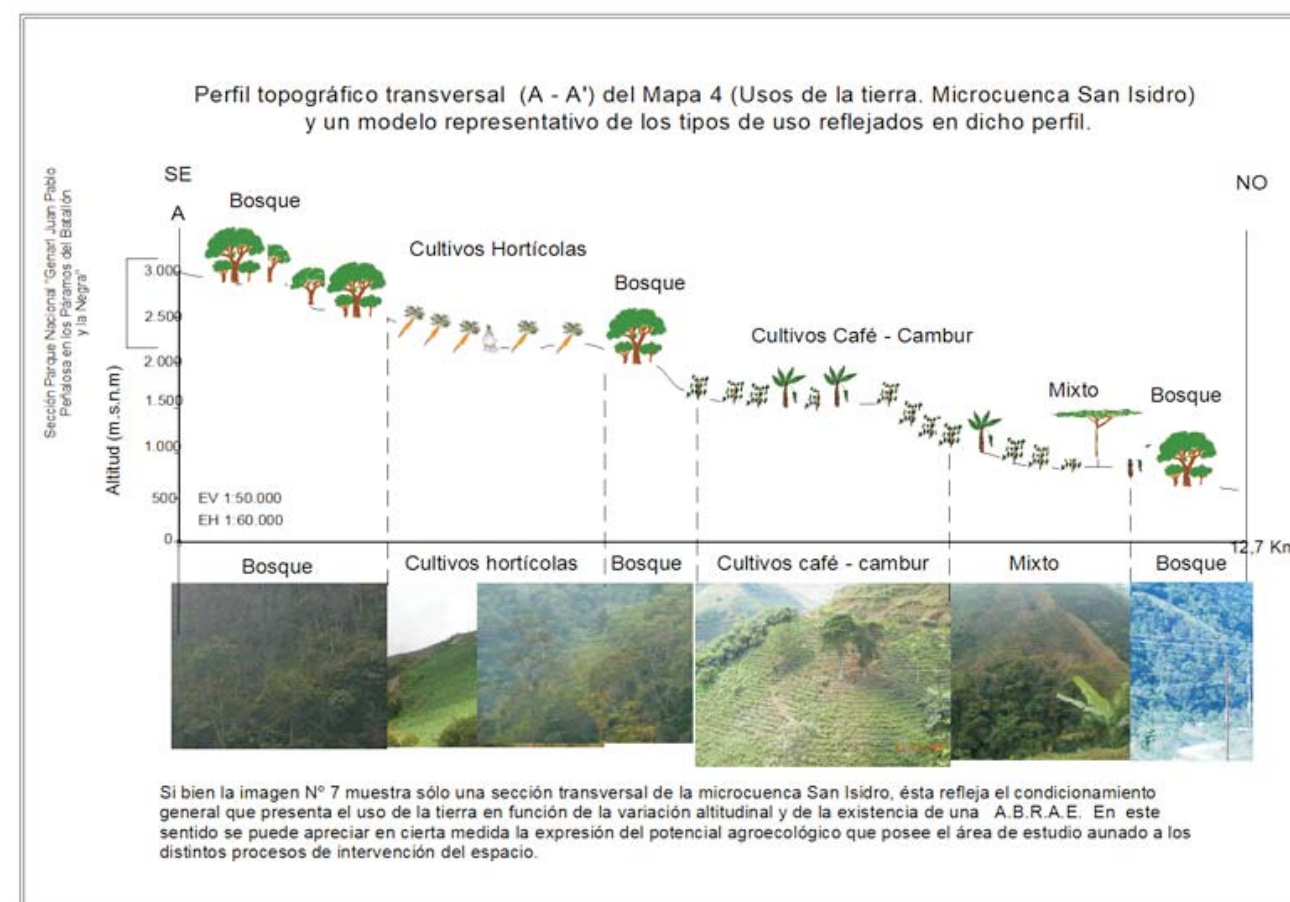 Perfil topográfico transversal (A - A') del Mapa 4 (Usos de la tierra. Microcuenca San Isidro)
y un modelo representativo de los tipos de uso reflejados en dicho perfil.
Sección Parque Nacional "Genarl Juan Pablo
Peñalosa en los Páramos del Batallón
y la Negra"
SE
NO
A
Bosque
Cultivos Hortícolas
Bosque
Cultivos Café - Cambur
Mixto
Bosque
Altitud (m.s.n.m)
3.000
2.500
2.000
1.500
1.000
500
0
EV 1:50.000
EH 1:60.000
12,7 Km
Bosque
Cultivos hortícolas
Bosque
Cultivos café - cambur
Mixto
Bosque
Si bien la imagen Nº 7 muestra sólo una sección transversal de la microcuenca San Isidro, ésta refleja el condicionamiento
general que presenta el uso de la tierra en función de la variación altitudinal y de la existencia de una A.B.R.A.E. En este
sentido se puede apreciar en cierta medida la expresión del potencial agroecológico que posee el área de estudio aunado a los
distintos procesos de intervención del espacio.